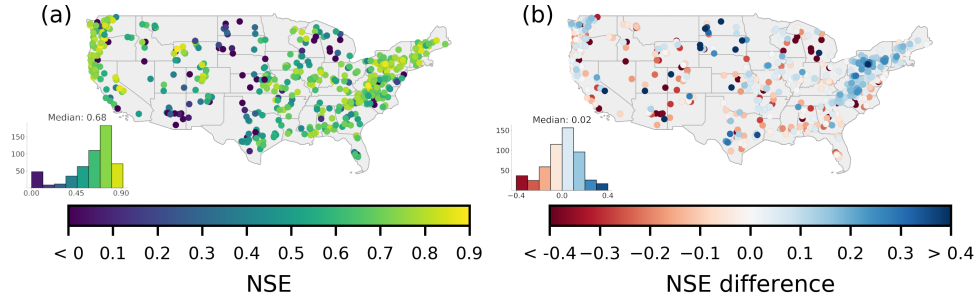 (a)
Median: 0.68
150
100
50
0.00 0.45 0.90
< 0 0.1 0.2 0.3 0.4 0.5 0.6 0.7 0.8 0.9
NSE
(b)
Median: 0.02
150
100
50
−0.4 0.0 0.4
< -0.4 −0.3 −0.2 −0.1 0.0 0.1 0.2 0.3 > 0.4
NSE difference